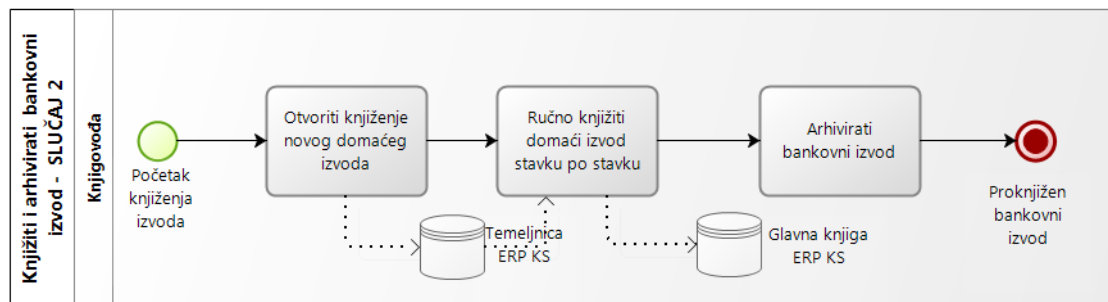 Knjižiti i arhivirati bankovni
izvod - SLUČAJ 2
Knjigovođa
Početak
knjiženja
izvoda
Otvoriti knjiženje
novog domaćeg
izvoda
Temeljnica
ERP KS
Ručno knjižiti
domaći izvod
stavku po stavku
Glavna knjiga
ERP KS
Arhivirati
bankovni izvod
Proknjižen
bankovni
izvod